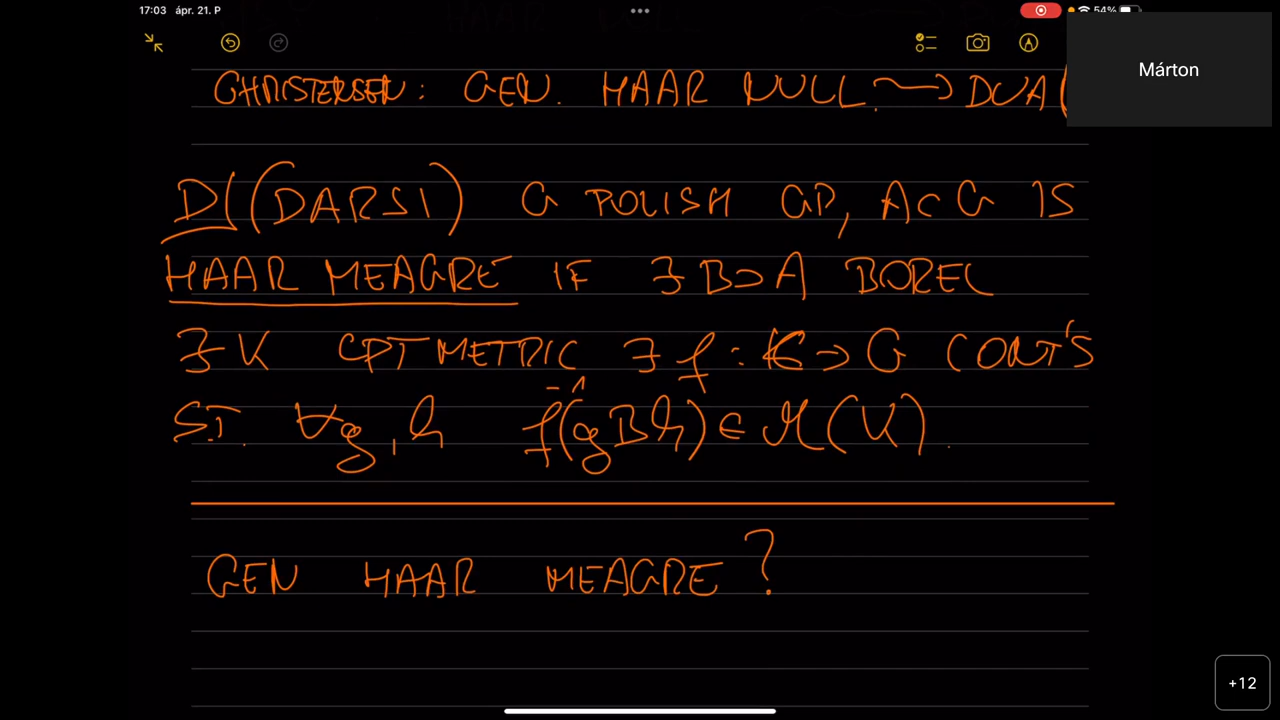 17:03 ápr. 21. P
54%
Márton
CHRISTENSEN: GEN. HAAR NULL. ⇝ DUA(
D((DARJI) G POLISH GP, A⊂G IS
HAAR MEAGRE IF ∃ B⊃A BOREL
∃ K CPT METRIC ∃ f: K → G CONT'S
S.T. ∀g, h f⁻¹(gBh) ∈ M(K).
GEN HAAR MEAGRE?
+12